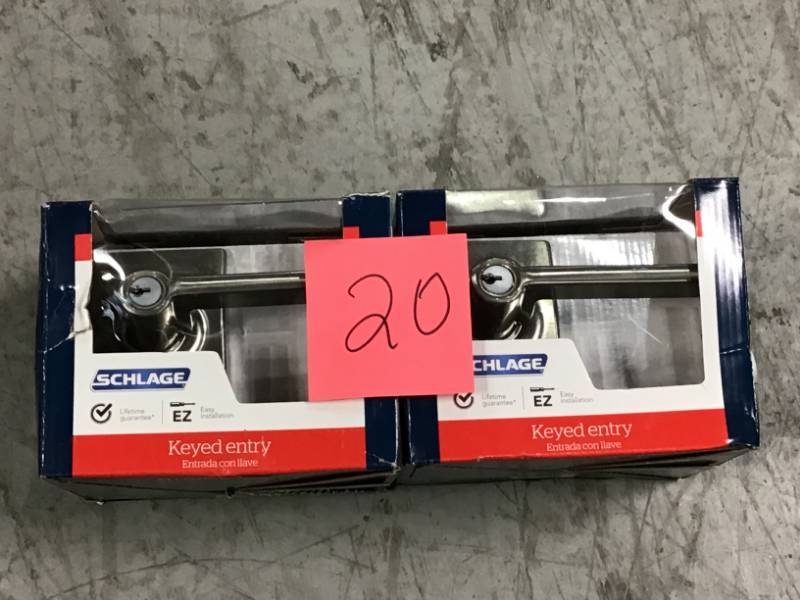 20
SCHLAGE
Lifetime
guarantee*
EZ
Easy
installation
Keyed entry
Entrada con llave
SCHLAGE
Lifetime
guarantee*
EZ
Easy
installation
Keyed entry
Entrada con llave